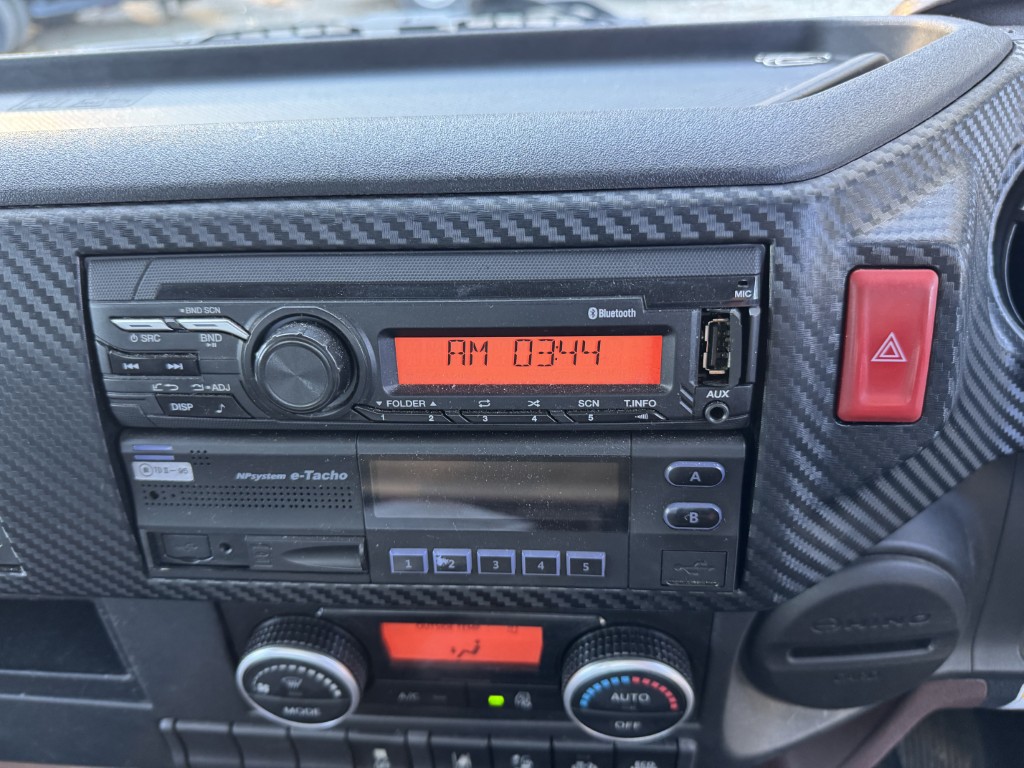 BND SCN
MIC
Bluetooth
SRC
BND
AM 03:44
ADJ
DISP
FOLDER
SCN
T.INFO
AUX
1
2
3
4
5
NPsystem e-Tacho
A
B
1
2
3
4
5
A/C
AUTO
MODE
OFF